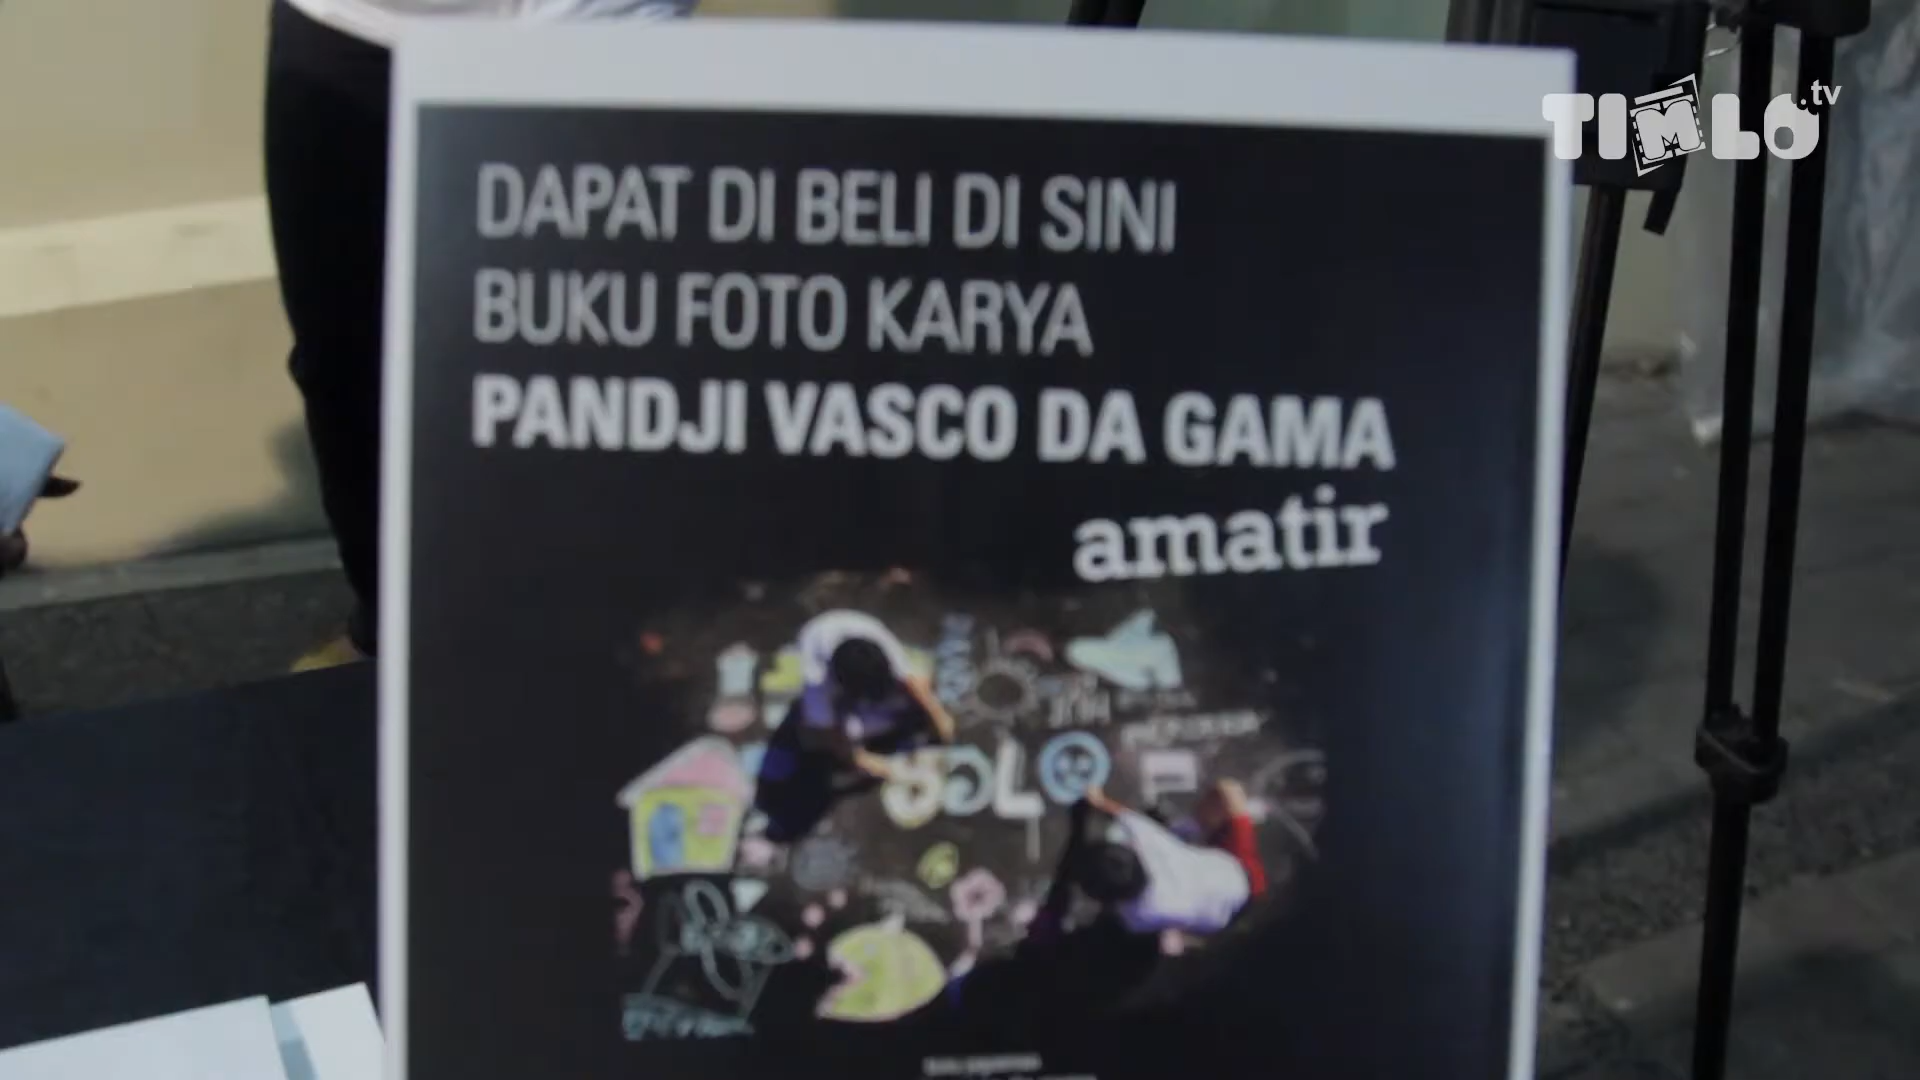 TIMLO.tv
DAPAT DI BELI DI SINI
BUKU FOTO KARYA
PANDJI VASCO DA GAMA
amatir
SOLO